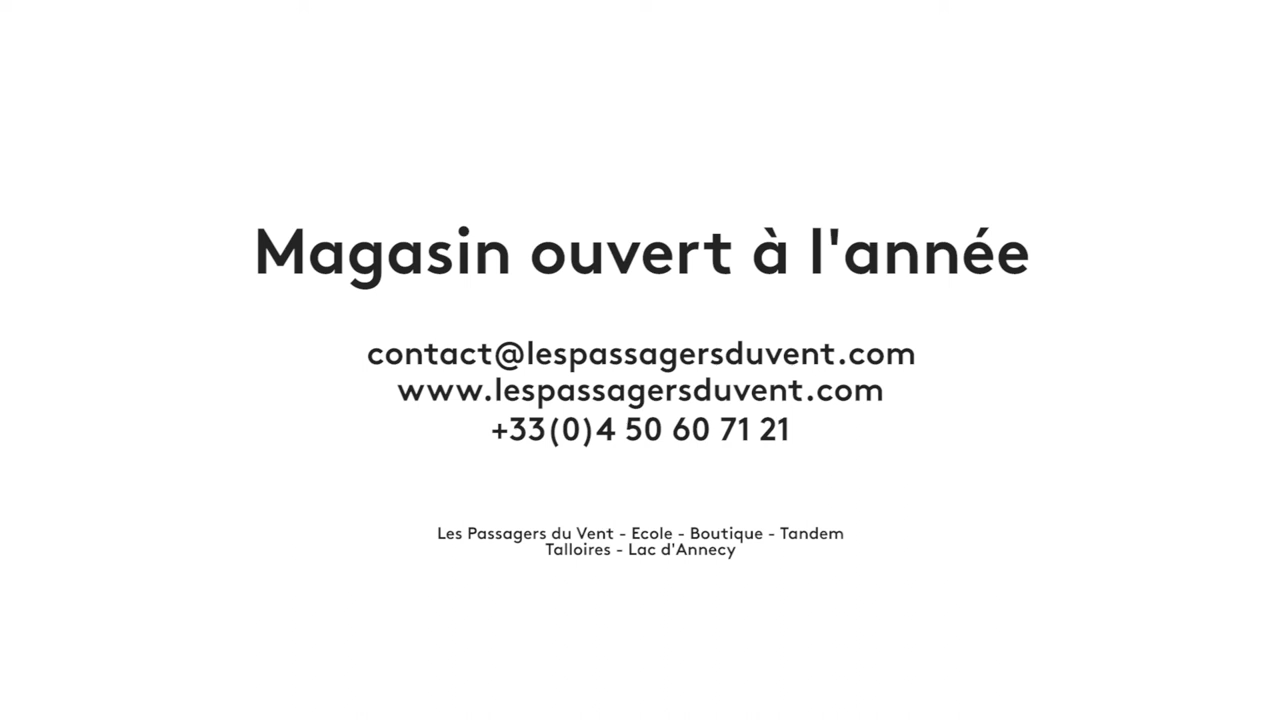 Magasin ouvert à l'année
contact@lespassagersduvent.com
www.lespassagersduvent.com
+33(0)4 50 60 71 21
Les Passagers du Vent - Ecole - Boutique - Tandem
Talloires - Lac d'Annecy